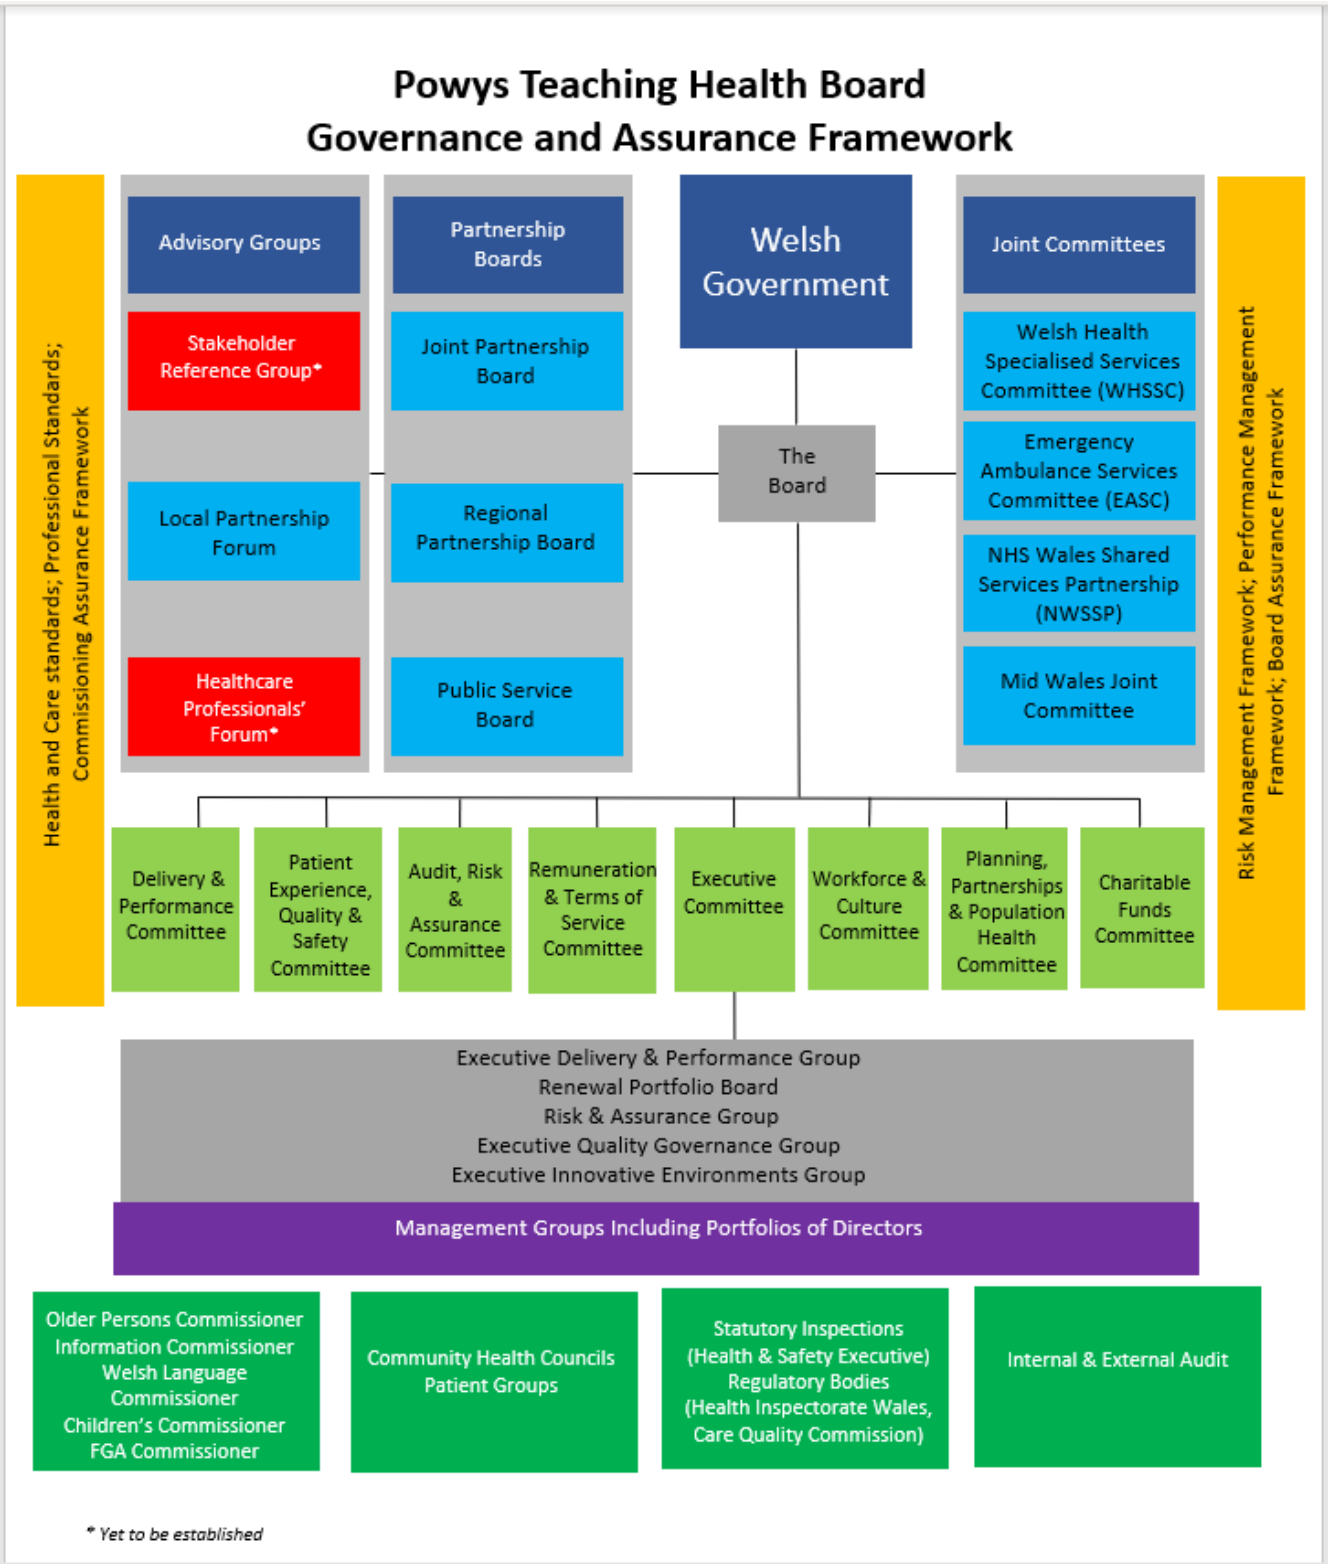 Powys Teaching Health Board
Governance and Assurance Framework
Health and Care standards; Professional Standards;
Commissioning Assurance Framework
Advisory Groups
Stakeholder
Reference Group*
Local Partnership
Forum
Healthcare
Professionals’
Forum*
Partnership
Boards
Joint Partnership
Board
Regional
Partnership Board
Public Service
Board
Welsh
Government
The
Board
Joint Committees
Welsh Health
Specialised Services
Committee (WHSSC)
Emergency
Ambulance Services
Committee (EASC)
NHS Wales Shared
Services Partnership
(NWSSP)
Mid Wales Joint
Committee
Risk Management Framework; Performance Management
Framework; Board Assurance Framework
Delivery &
Performance
Committee
Patient
Experience,
Quality &
Safety
Committee
Audit, Risk
&
Assurance
Committee
Remuneration
& Terms of
Service
Committee
Executive
Committee
Workforce &
Culture
Committee
Planning,
Partnerships
& Population
Health
Committee
Charitable
Funds
Committee
Executive Delivery & Performance Group
Renewal Portfolio Board
Risk & Assurance Group
Executive Quality Governance Group
Executive Innovative Environments Group
Management Groups Including Portfolios of Directors
Older Persons Commissioner
Information Commissioner
Welsh Language
Commissioner
Children’s Commissioner
FGA Commissioner
Community Health Councils
Patient Groups
Statutory Inspections
(Health & Safety Executive)
Regulatory Bodies
(Health Inspectorate Wales,
Care Quality Commission)
Internal & External Audit
* Yet to be established